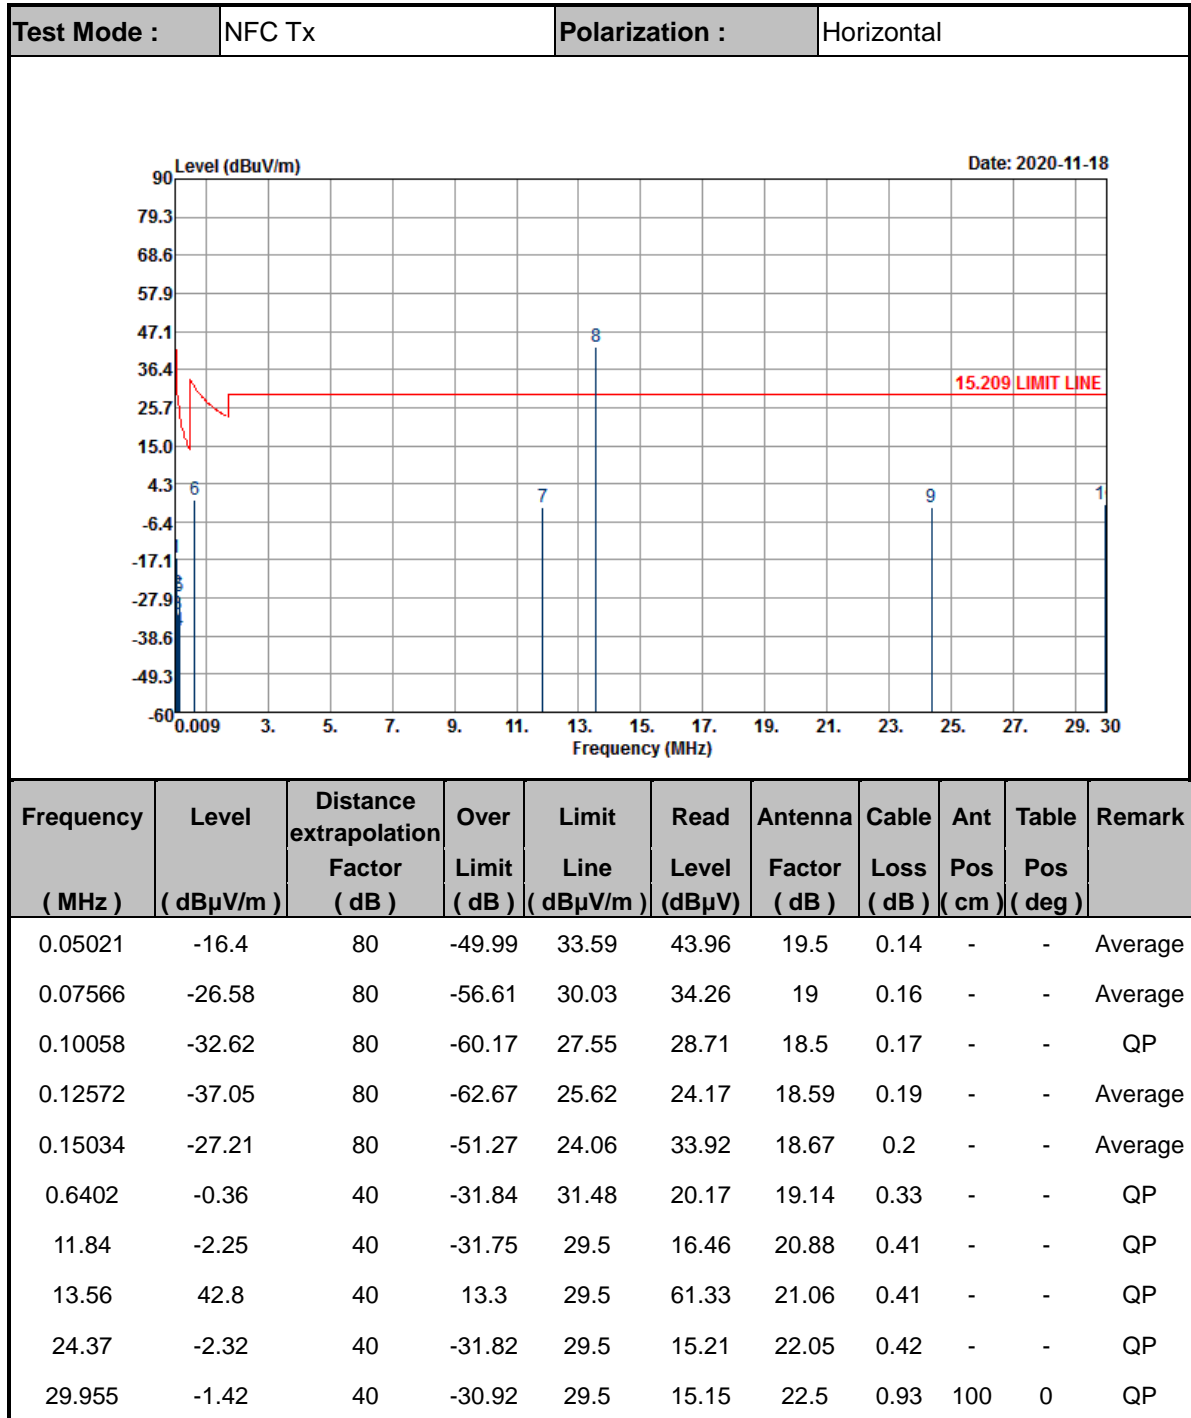 Test Mode : NFC Tx Polarization : Horizontal
Level (dBuV/m) Date: 2020-11-18
90
79.3
68.6
57.9
47.1
8
36.4
15.209 LIMIT LINE
25.7
15.0
4.3
6
7
9
1
-6.4
-17.1
-27.9
-38.6
-49.3
-60
0.009 3. 5. 7. 9. 11. 13. 15. 17. 19. 21. 23. 25. 27. 29. 30
Frequency (MHz)
Frequency Level Distance extrapolation Over Limit Read Antenna Cable Ant Table Remark
Factor Limit Line Level Factor Loss Pos Pos
( MHz ) ( dBµV/m ) ( dB ) ( dB ) ( dBµV/m ) (dBµV) ( dB ) ( dB ) ( cm ) ( deg )
0.05021 -16.4 80 -49.99 33.59 43.96 19.5 0.14 - - Average
0.07566 -26.58 80 -56.61 30.03 34.26 19 0.16 - - Average
0.10058 -32.62 80 -60.17 27.55 28.71 18.5 0.17 - - QP
0.12572 -37.05 80 -62.67 25.62 24.17 18.59 0.19 - - Average
0.15034 -27.21 80 -51.27 24.06 33.92 18.67 0.2 - - Average
0.6402 -0.36 40 -31.84 31.48 20.17 19.14 0.33 - - QP
11.84 -2.25 40 -31.75 29.5 16.46 20.88 0.41 - - QP
13.56 42.8 40 13.3 29.5 61.33 21.06 0.41 - - QP
24.37 -2.32 40 -31.82 29.5 15.21 22.05 0.42 - - QP
29.955 -1.42 40 -30.92 29.5 15.15 22.5 0.93 100 0 QP